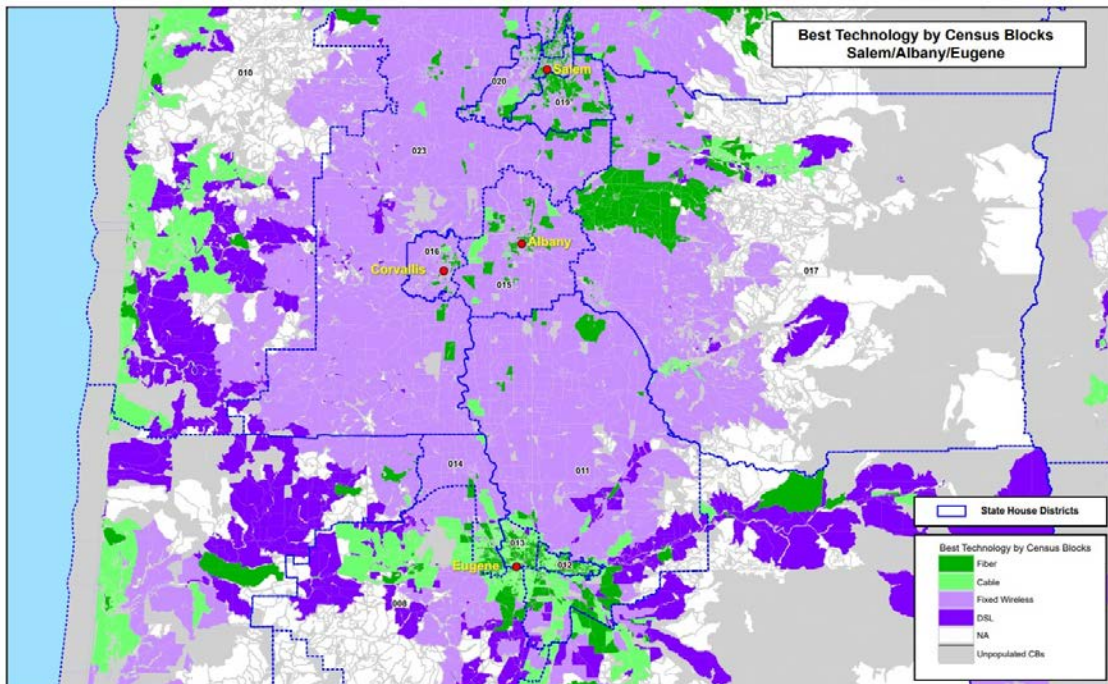 Best Technology by Census Blocks
Salem/Albany/Eugene
010
020
Salem
019
023
016
Albany
Corvallis
015
017
014
011
013
Eugene
012
008
State House Districts
Best Technology by Census Blocks
Fiber
Cable
Fixed Wireless
DSL
NA
Unpopulated CBs